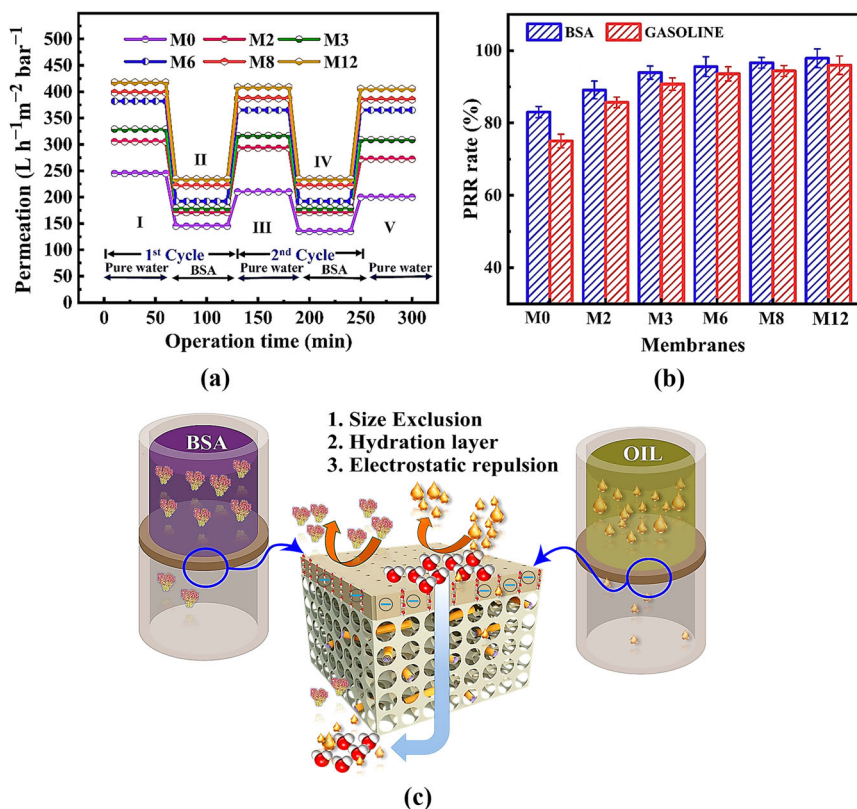 Permeation (L h⁻¹m⁻² bar⁻¹)
500
450
400
350
300
250
200
150
100
50
0
M0 M2 M3
M6 M8 M12
II IV
I III V
1st Cycle 2nd Cycle
Pure water BSA Pure water BSA Pure water
0 50 100 150 200 250 300
Operation time (min)
(a)
PRR rate (%)
100
80
60
40
BSA GASOLINE
M0 M2 M3 M6 M8 M12
Membranes
(b)
BSA
1. Size Exclusion
2. Hydration layer
3. Electrostatic repulsion
OIL
(c)